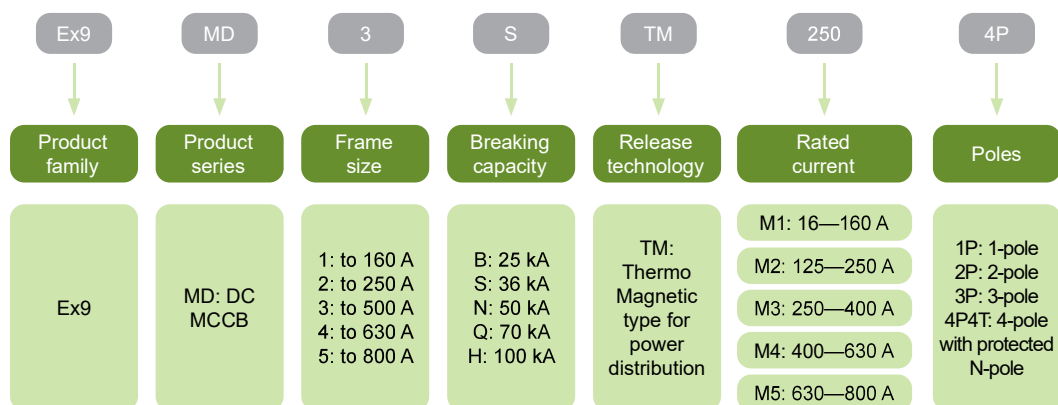 Ex9
MD
3
S
TM
250
4P
Product
family
Product
series
Frame
size
Breaking
capacity
Release
technology
Rated
current
Poles
Ex9
MD: DC
MCCB
1: to 160 A
2: to 250 A
3: to 500 A
4: to 630 A
5: to 800 A
B: 25 kA
S: 36 kA
N: 50 kA
Q: 70 kA
H: 100 kA
TM:
Thermo
Magnetic
type for
power
distribution
M1: 16—160 A
M2: 125—250 A
M3: 250—400 A
M4: 400—630 A
M5: 630—800 A
1P: 1-pole
2P: 2-pole
3P: 3-pole
4P4T: 4-pole
with protected
N-pole